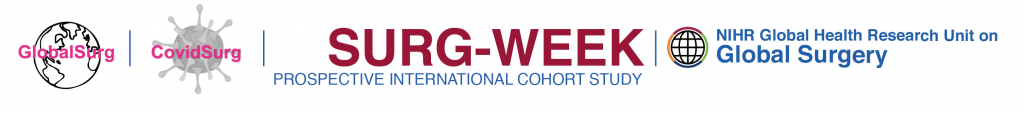 GlobalSurg
CovidSurg
SURG-WEEK
PROSPECTIVE INTERNATIONAL COHORT STUDY
NIHR Global Health Research Unit on
Global Surgery